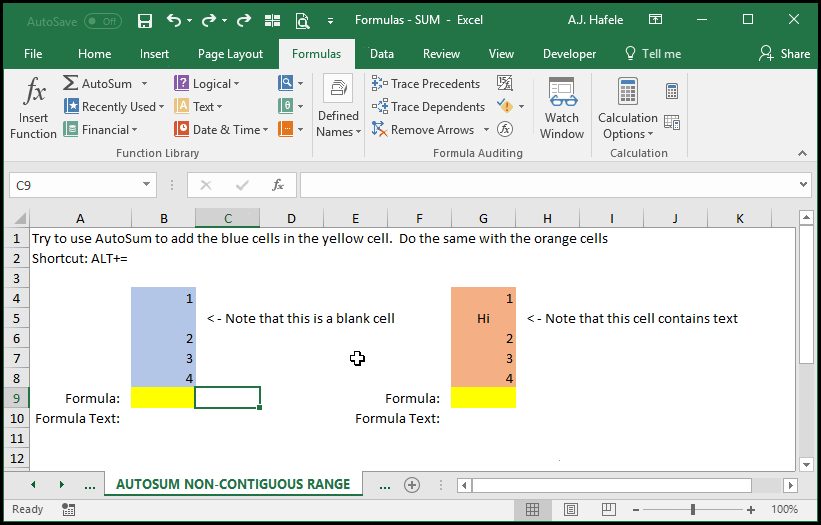 AutoSave Off Formulas - SUM - Excel A.J. Hafele
File Home Insert Page Layout Formulas Data Review View Developer Tell me Share
fx Insert Function
Σ AutoSum
Recently Used
Financial
? Logical
A Text
Date & Time
θ
Function Library
Defined Names
Trace Precedents
Trace Dependents
Remove Arrows
fx
Formula Auditing
Watch Window
Calculation Options
Calculation
C9 fx
A B C D E F G H I J K
1 Try to use AutoSum to add the blue cells in the yellow cell. Do the same with the orange cells
2 Shortcut: ALT+=
3
4 1 1
5 < - Note that this is a blank cell Hi < - Note that this cell contains text
6 2 2
7 3 3
8 4 4
9 Formula: Formula:
10 Formula Text: Formula Text:
11
12
... AUTOSUM NON-CONTIGUOUS RANGE ...
Ready 100%